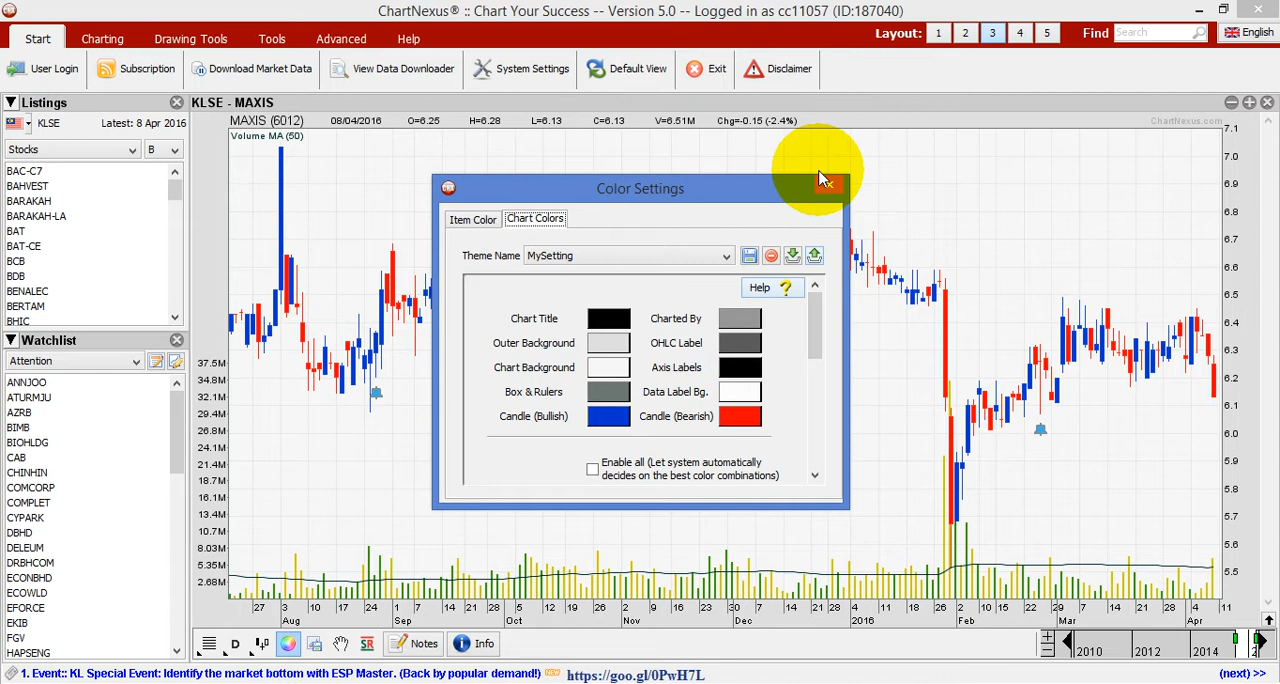 ChartNexus® :: Chart Your Success -- Version 5.0 -- Logged in as cc11057 (ID:187040)
Start Charting Drawing Tools Tools Advanced Help Layout: 1 2 3 4 5 Find Search English
User Login Subscription Download Market Data View Data Downloader System Settings Default View Exit Disclaimer
Listings
KLSE Latest: 8 Apr 2016
Stocks B
BAC-C7
BAHVEST
BARAKAH
BARAKAH-LA
BAT
BAT-CE
BCB
BDB
BENALEC
BERTAM
BHIC
Watchlist
Attention
ANNJOO
ATURMJU
AZRB
BIMB
BIOHLDG
CAB
CHINHIN
COMCORP
COMPLET
CYPARK
DBHD
DELEUM
DRBHCOM
ECONBHD
ECOWLD
EFORCE
EKIB
FGV
HAPSENG
KLSE - MAXIS
MAXIS (6012) 08/04/2016 O=6.25 H=6.28 L=6.13 C=6.13 V=6.51M Chg=-0.15 (-2.4%) ChartNexus.com
Volume MA (50)
7.1
7.0
6.9
6.8
6.7
6.6
6.5
6.4
6.3
6.2
6.1
6.0
5.9
5.8
5.7
5.6
5.5
37.5M
34.8M
32.1M
29.4M
26.8M
24.1M
21.4M
18.7M
16.1M
13.4M
10.7M
8.03M
5.35M
2.68M
Color Settings
Item Color Chart Colors
Theme Name MySetting
Help ?
Chart Title Charted By
Outer Background OHLC Label
Chart Background Axis Labels
Box & Rulers Data Label Bg.
Candle (Bullish) Candle (Bearish)
Enable all (Let system automatically
decides on the best color combinations)
27 3 10 17 24 1 7 14 21 28 5 12 19 26 2 9 16 23 1 7 14 21 28 4 11 18 26 2 10 15 22 29 7 14 21 28 4 11
Aug Sep Oct Nov Dec 2016 Feb Mar Apr
D SR Notes Info 2010 2012 2014 2
1. Event:: KL Special Event: Identify the market bottom with ESP Master. (Back by popular demand!) NEW https://goo.gl/0PwH7L (next) >>